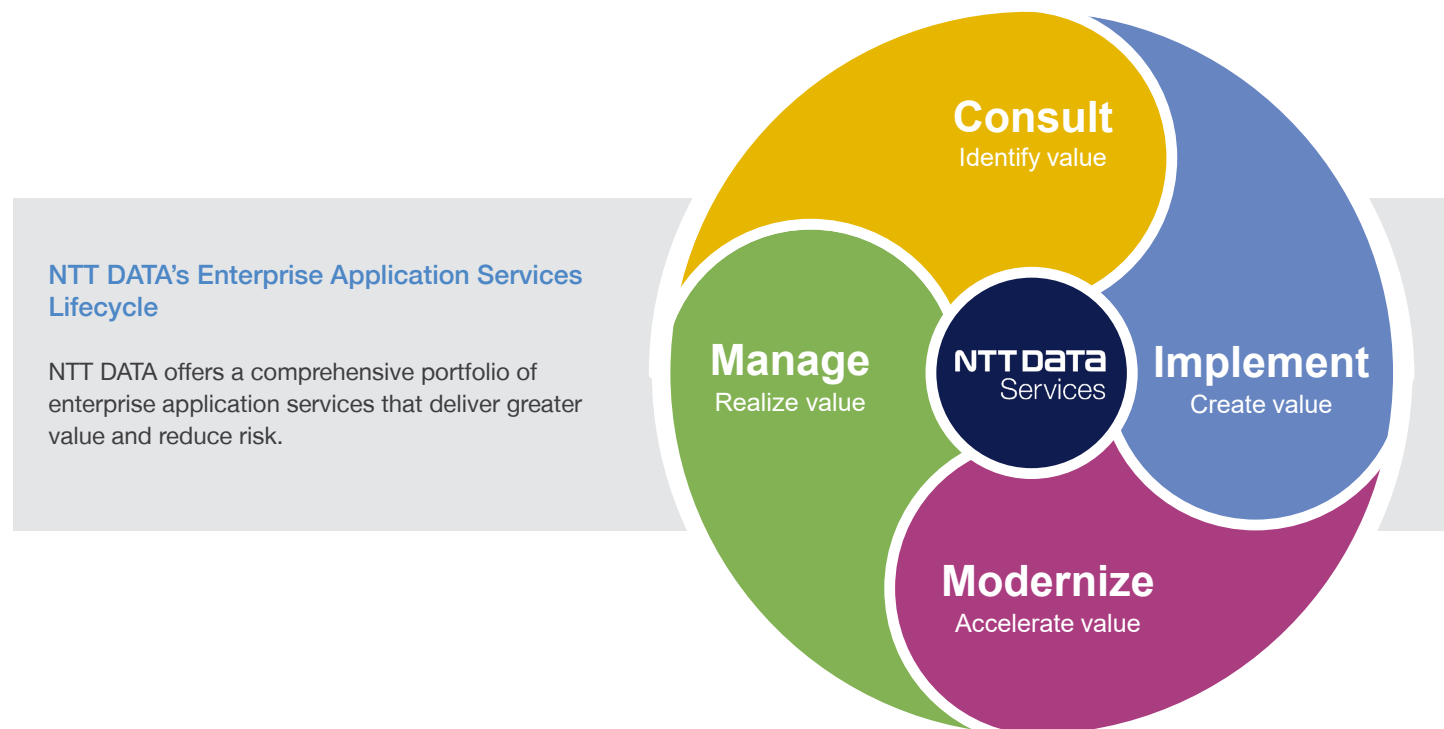 NTT DATA's Enterprise Application Services
Lifecycle
NTT DATA offers a comprehensive portfolio of
enterprise application services that deliver greater
value and reduce risk.
Consult
Identify value
Manage
Realize value
NTT DATA
Services
Implement
Create value
Modernize
Accelerate value